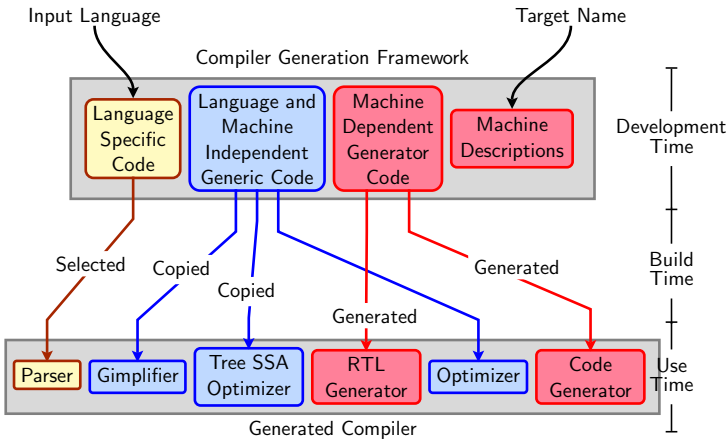 Input Language
Target Name
Compiler Generation Framework
Language
Specific
Code
Language and
Machine
Independent
Generic Code
Machine
Dependent
Generator
Code
Machine
Descriptions
Development
Time
Selected
Copied
Copied
Generated
Generated
Build
Time
Parser
Gimplifier
Tree SSA
Optimizer
RTL
Generator
Optimizer
Code
Generator
Use
Time
Generated Compiler